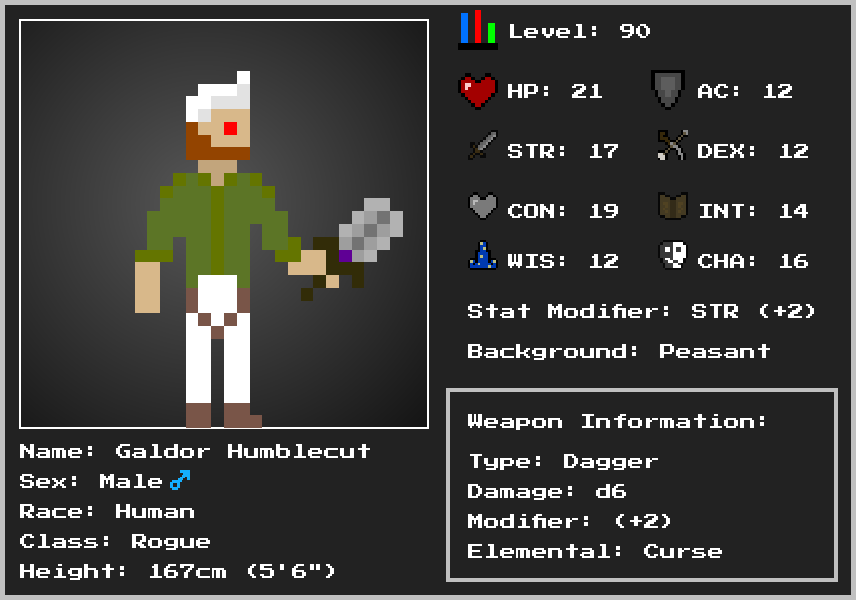 Level: 90
HP: 21
AC: 12
STR: 17
DEX: 12
CON: 19
INT: 14
WIS: 12
CHA: 16
Stat Modifier: STR (+2)
Background: Peasant
Weapon Information:
Type: Dagger
Damage: d6
Modifier: (+2)
Elemental: Curse
Name: Galdor Humblecut
Sex: Male♂
Race: Human
Class: Rogue
Height: 167cm (5'6")